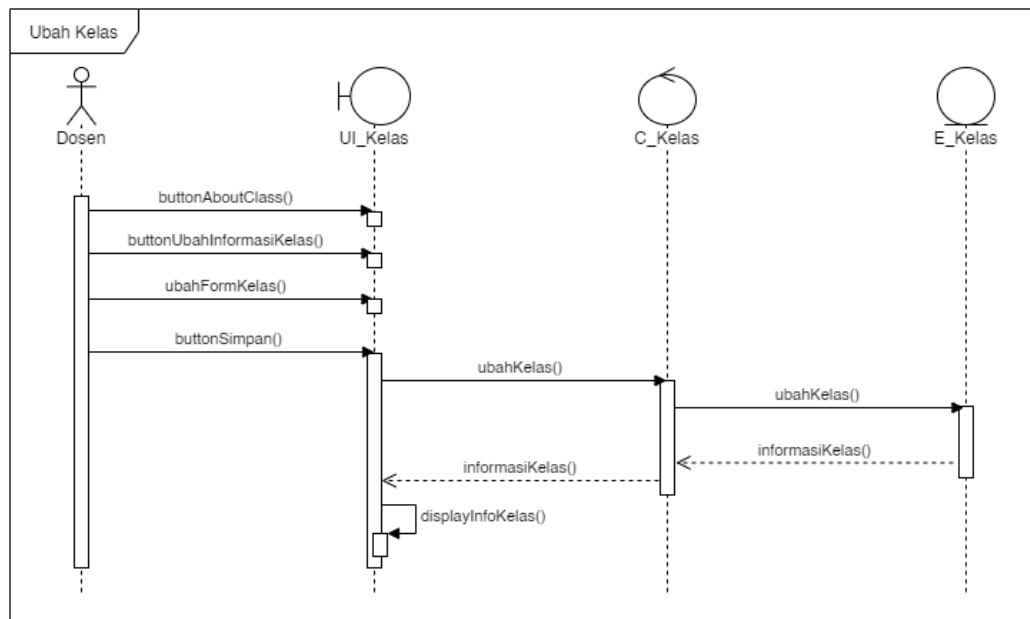 Ubah Kelas
Dosen
UI_Kelas
C_Kelas
E_Kelas
buttonAboutClass()
buttonUbahInformasiKelas()
ubahFormKelas()
buttonSimpan()
ubahKelas()
ubahKelas()
informasiKelas()
informasiKelas()
displayInfoKelas()